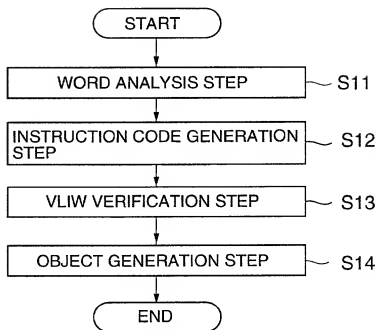 START
WORD ANALYSIS STEP S11
INSTRUCTION CODE GENERATION
STEP S12
VLIW VERIFICATION STEP S13
OBJECT GENERATION STEP S14
END